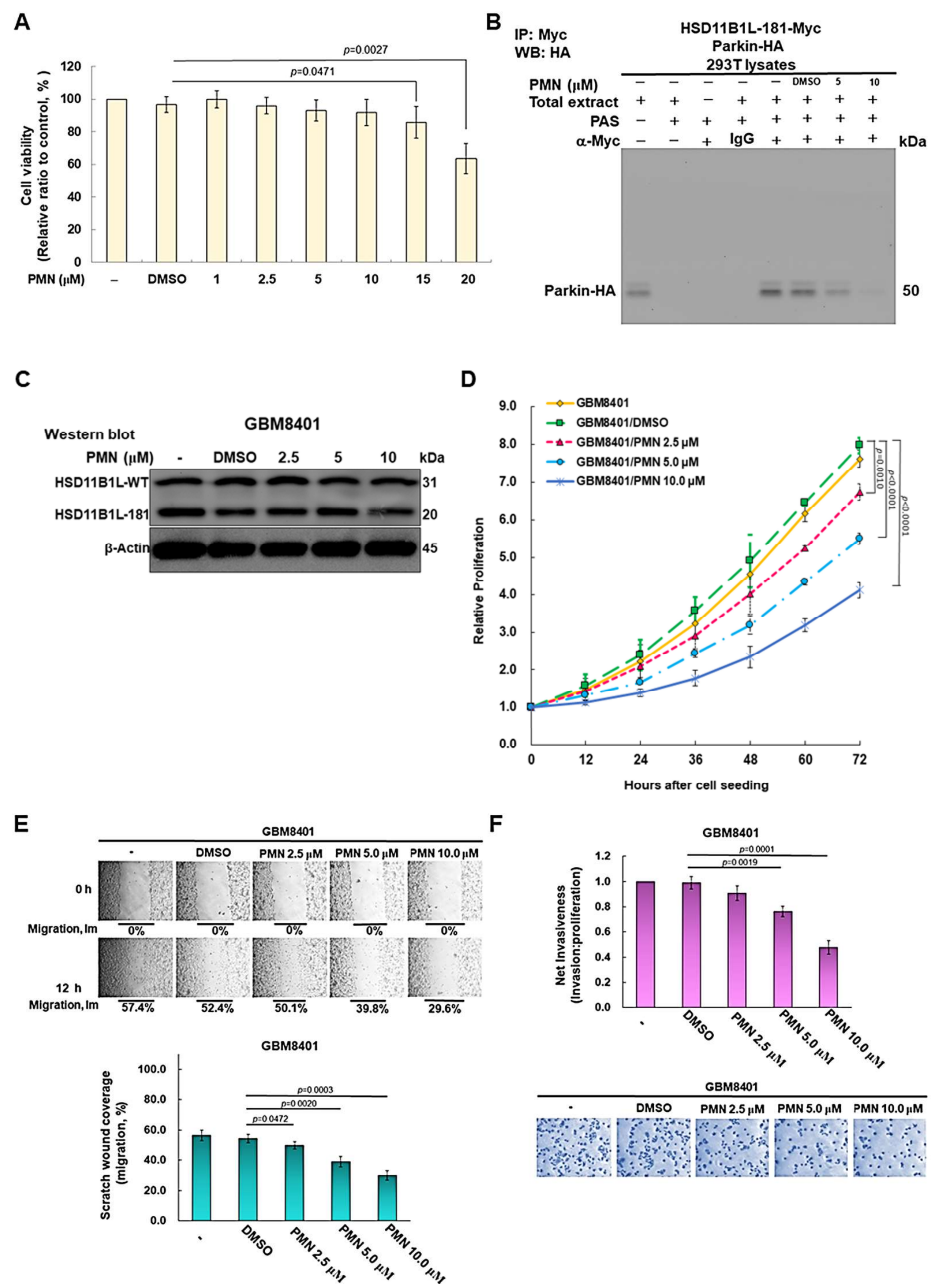 A
p=0.0027
p=0.0471
120
100
80
60
40
20
0
Cell viability
(Relative ratio to control, %)
PMN (μM) – DMSO 1 2.5 5 10 15 20
B
IP: Myc
WB: HA
HSD11B1L-181-Myc
Parkin-HA
293T lysates
PMN (μM) – – – – – DMSO 5 10
Total extract + + – + + + + +
PAS – + + + + + + +
α-Myc – – + IgG + + + + kDa
Parkin-HA 50
C
GBM8401
Western blot
PMN (μM) - DMSO 2.5 5 10 kDa
HSD11B1L-WT 31
HSD11B1L-181 20
β-Actin 45
D
GBM8401
GBM8401/DMSO
GBM8401/PMN 2.5 μM
GBM8401/PMN 5.0 μM
GBM8401/PMN 10.0 μM
9.0
8.0
7.0
6.0
5.0
4.0
3.0
2.0
1.0
0.0
Relative Proliferation
p=0.0010
p<0.0001
p<0.0001
0 12 24 36 48 60 72
Hours after cell seeding
E
GBM8401
- DMSO PMN 2.5 μM PMN 5.0 μM PMN 10.0 μM
0 h
Migration, Im 0% 0% 0% 0% 0%
12 h
Migration, Im 57.4% 52.4% 50.1% 39.8% 29.6%
GBM8401
100.0
80.0
60.0
40.0
20.0
0.0
Scratch wound coverage
(migration, %)
p=0.0003
p=0.0020
p=0.0472
- DMSO PMN 2.5 μM PMN 5.0 μM PMN 10.0 μM
F
GBM8401
p=0.0001
p=0.0019
1.2
1.0
0.8
0.6
0.4
0.2
0.0
Net Invasiveness
(Invasion:proliferation)
- DMSO PMN 2.5 μM PMN 5.0 μM PMN 10.0 μM
GBM8401
- DMSO PMN 2.5 μM PMN 5.0 μM PMN 10.0 μM